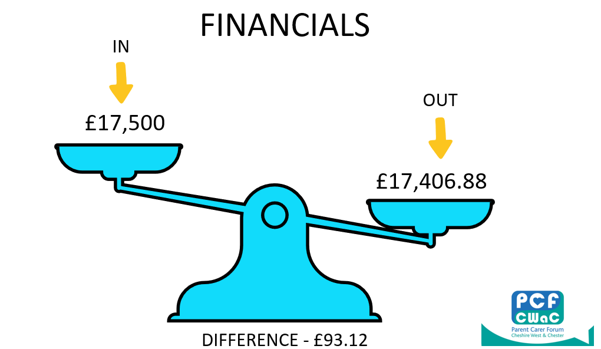 FINANCIALS
IN
£17,500
OUT
£17,406.88
DIFFERENCE - £93.12
PCF
CWaC
Parent Carer Forum
Cheshire West & Chester